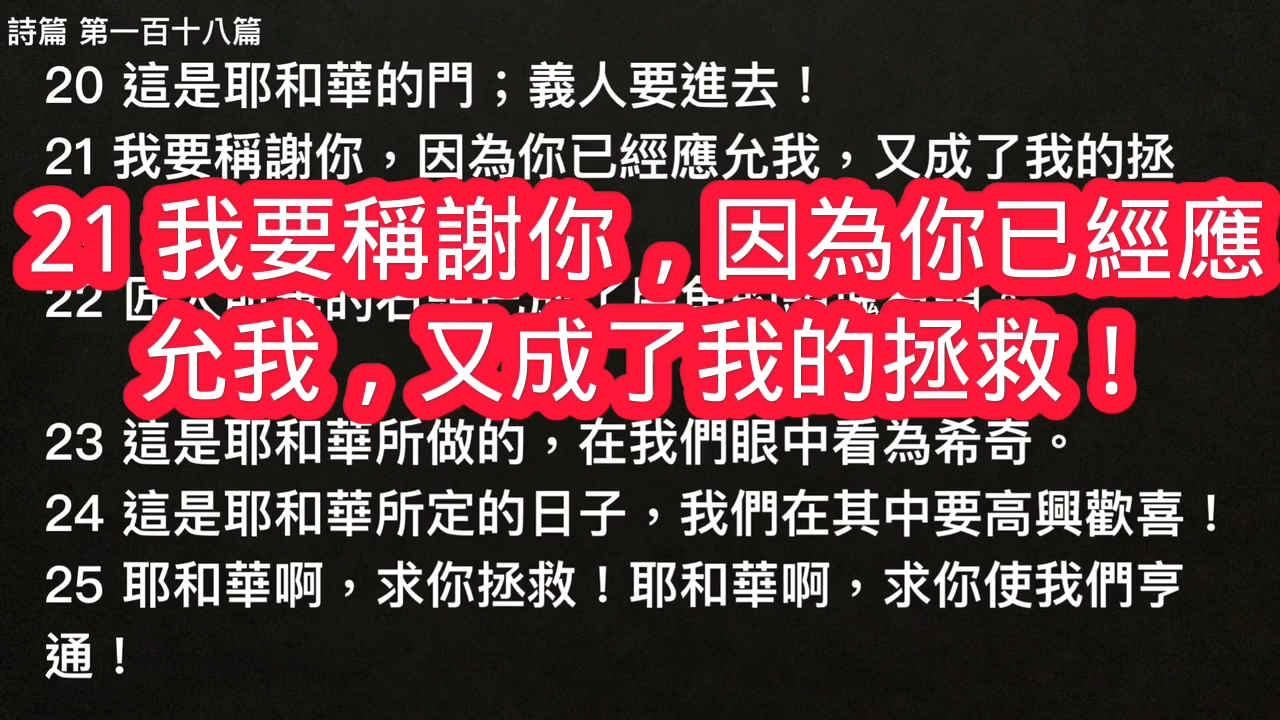 詩篇 第一百十八篇
20 這是耶和華的門；義人要進去！
21 我要稱謝你，因為你已經應允我，又成了我的拯
21 我要稱謝你，因為你已經應
22
允我，又成了我的拯救！
23 這是耶和華所做的，在我們眼中看為希奇。
24 這是耶和華所定的日子，我們在其中要高興歡喜！
25 耶和華啊，求你拯救！耶和華啊，求你使我們亨
通！